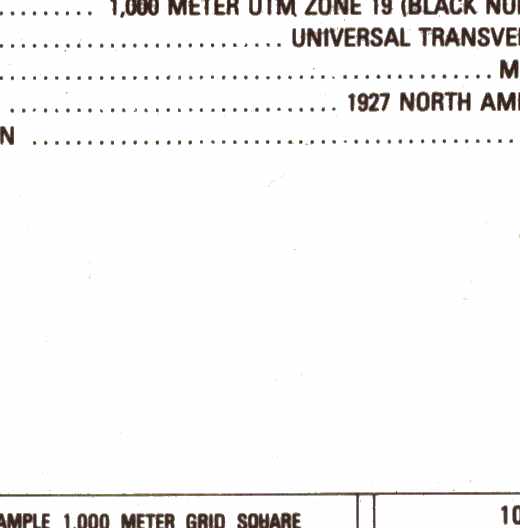 ......... 1,000 METER UTM ZONE 19 (BLACK NU
.......................... UNIVERSAL TRANSVE
............................................. M
.............................. 1927 NORTH AM
N ...........................................
AMPLE 1,000 METER GRID SQUARE
10